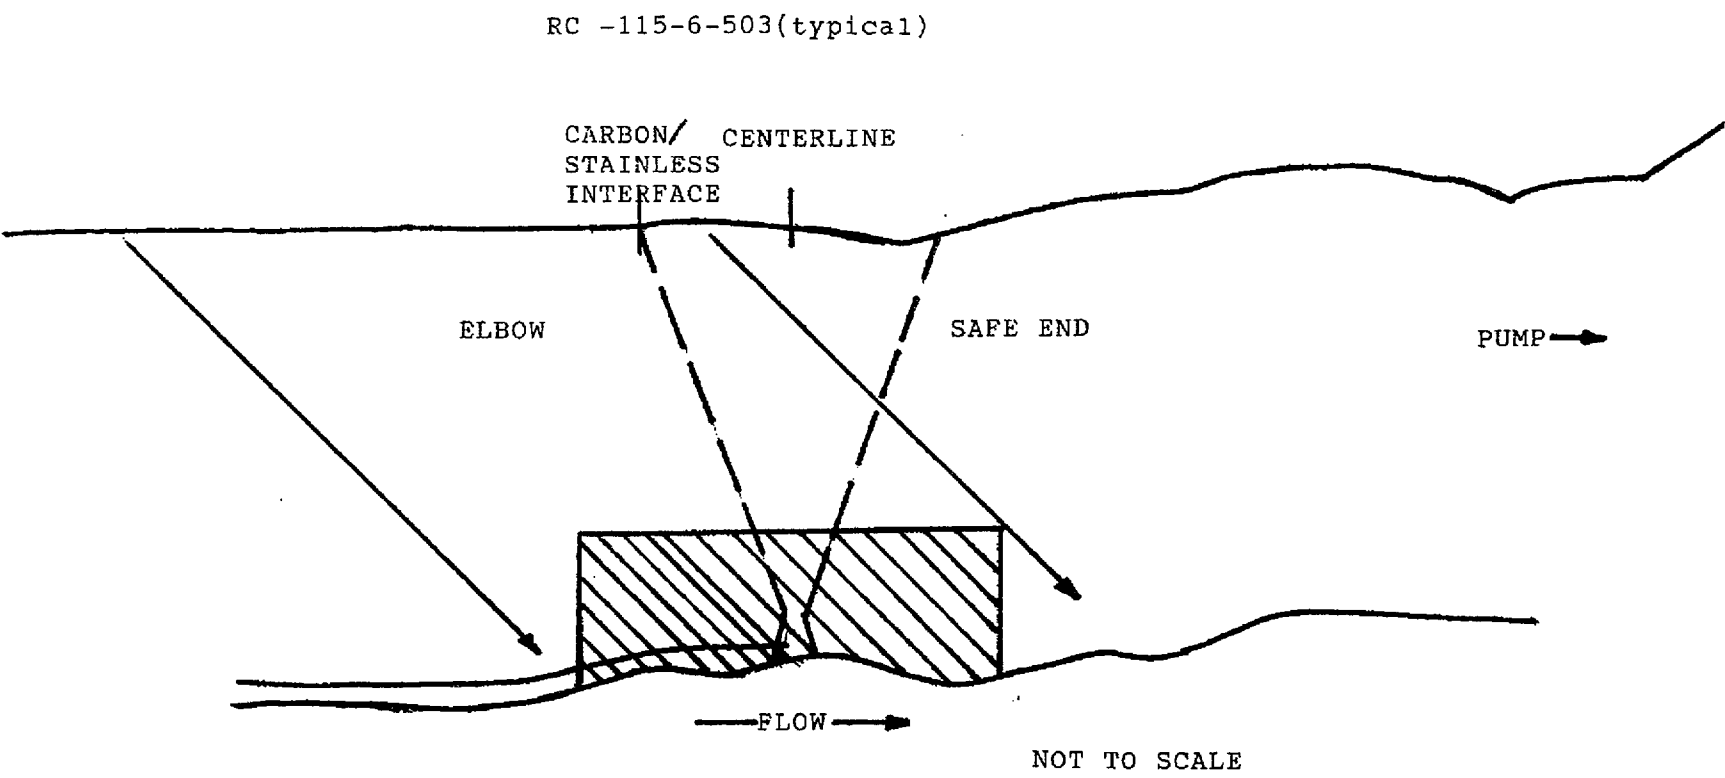 RC -115-6-503(typical)
CARBON/ CENTERLINE
STAINLESS
INTERFACE
ELBOW
SAFE END
PUMP
FLOW
NOT TO SCALE